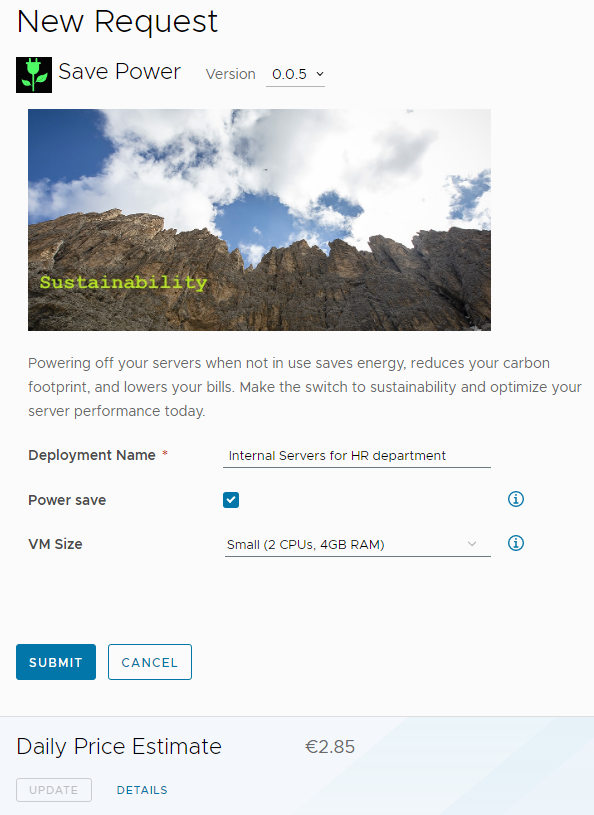 New Request
Save Power Version 0.0.5
Sustainability
Powering off your servers when not in use saves energy, reduces your carbon
footprint, and lowers your bills. Make the switch to sustainability and optimize your
server performance today.
Deployment Name * Internal Servers for HR department
Power save
VM Size Small (2 CPUs, 4GB RAM)
SUBMIT CANCEL
Daily Price Estimate €2.85
UPDATE DETAILS